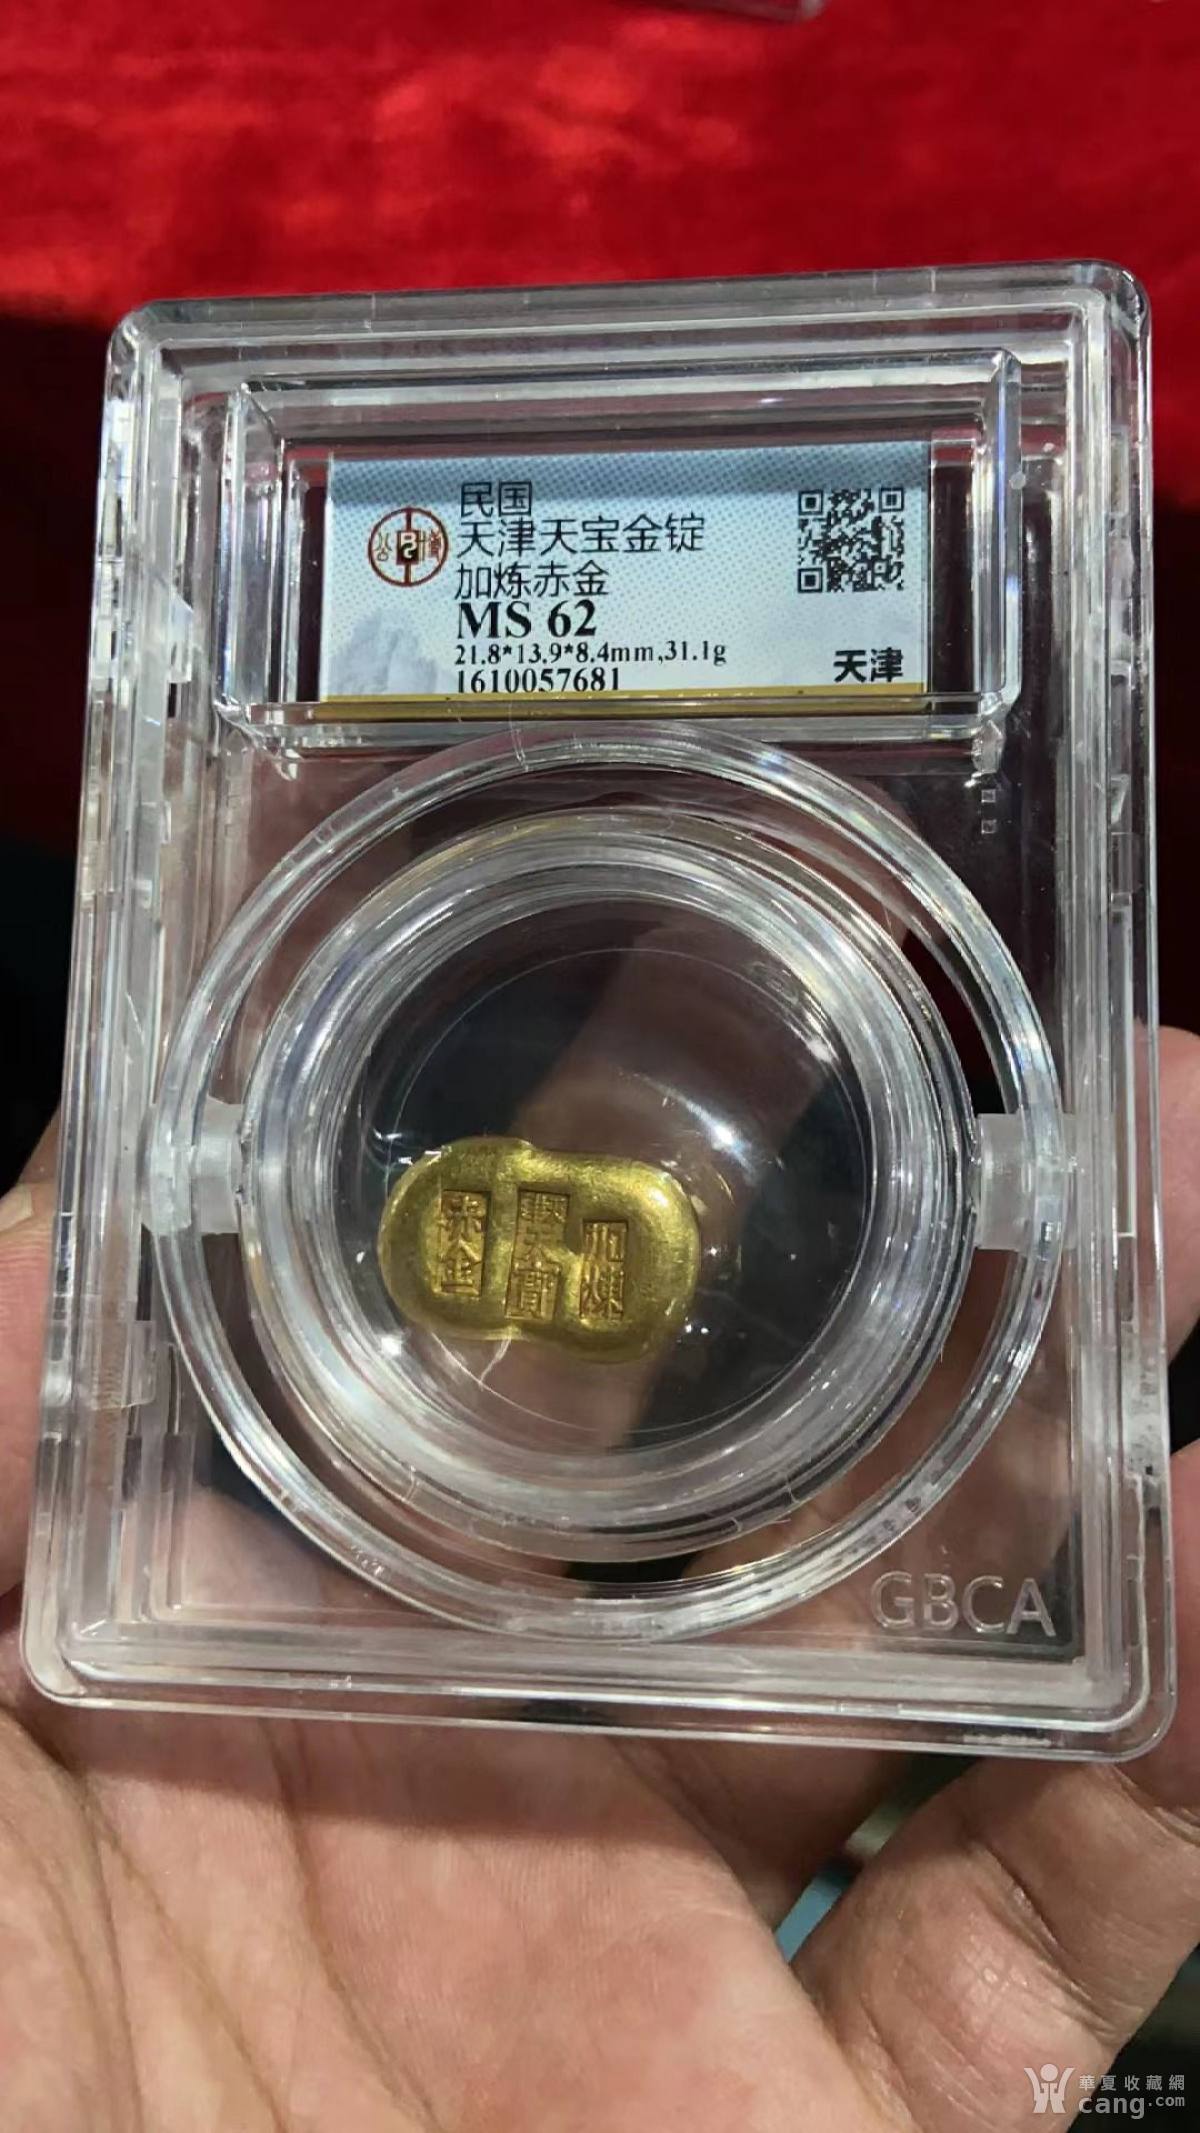 民国
天津天宝金锭
加炼赤金
MS 62
21.8*13.9*8.4mm,31.1g
1610057681
天津
公博
赤金
天寶
加煉
GBCA
華夏收藏網
cang.com